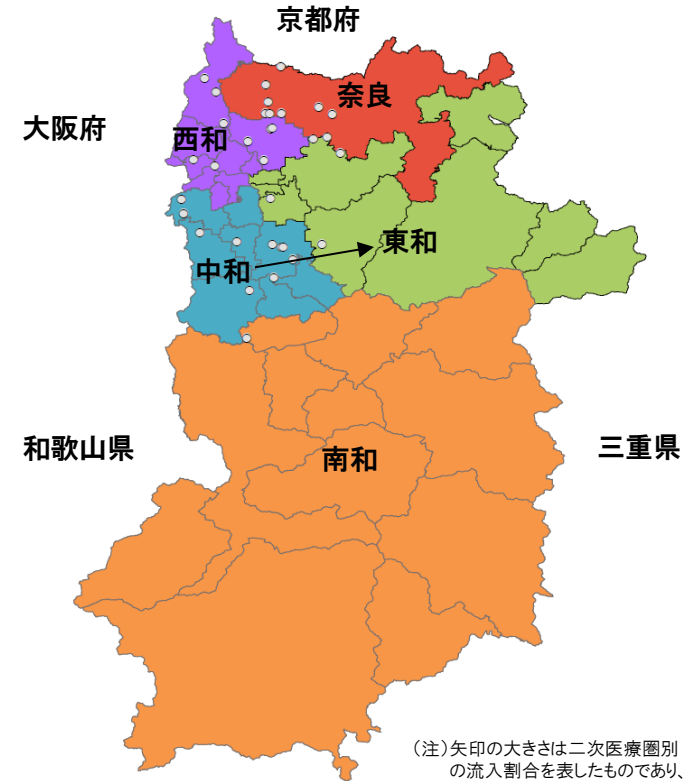 京都府
奈良
大阪府
西和
東和
中和
和歌山県
三重県
南和
（注）矢印の大きさは二次医療圏別
の流入割合を表したものであり、